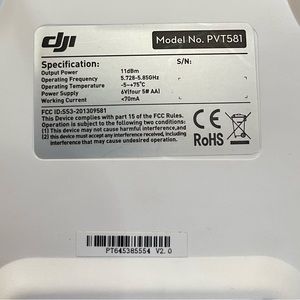 dji
Model No. PVT581
Specification:
S/N:
Output Power 11dBm
Operating Frequency 5.728-5.85GHz
Operating Temperature -5~+75°C
Power Supply 6V(four 5# AA)
Working Current <70mA
FCC ID:SS3-201309581
This Device complies with part 15 of the FCC Rules.
Operation is subject to the following two conditions:
(1) this device may not cause harmful interference, and
(2) this device must accept any interference received, including
interference that may cause undesired operation.
CE
RoHS
PT645385554 V2.0